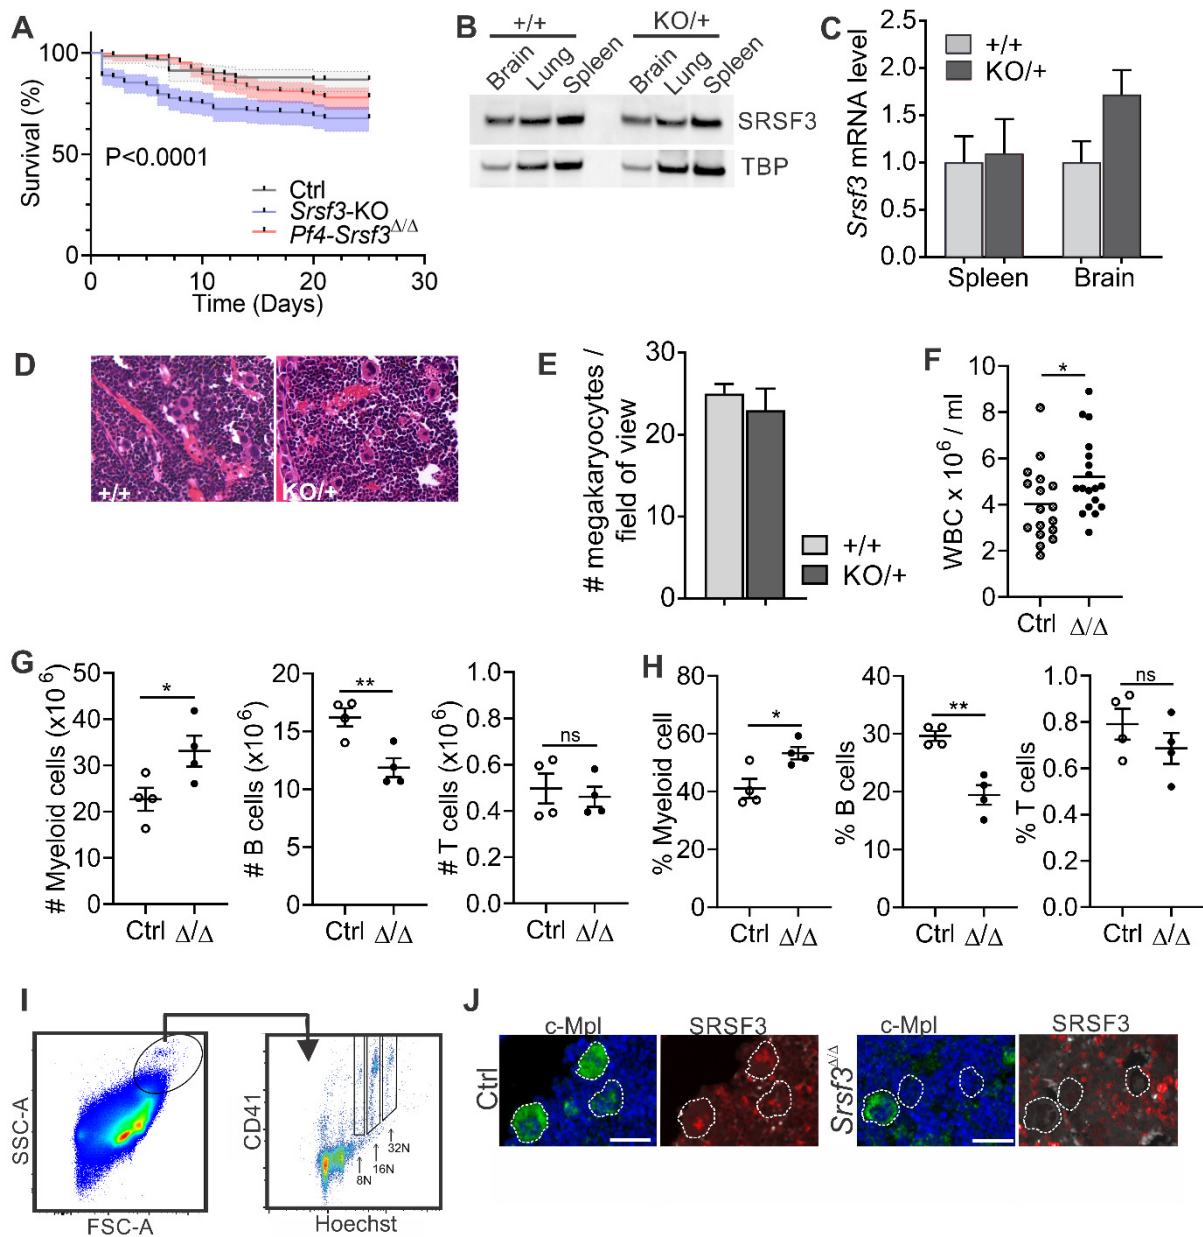 A
100
50
0
Survival (%)
P<0.0001
Ctrl
Srsf3-KO
Pf4-Srsf3Δ/Δ
0 10 20 30
Time (Days)
B
+/+ KO/+
Brain Lung Spleen Brain Lung Spleen
SRSF3
TBP
C
Srsf3 mRNA level
2.5
2.0
1.5
1.0
0.5
0.0
+/+
KO/+
Spleen Brain
D
+/+ KO/+
E
# megakaryocytes / field of view
30
20
10
0
+/+
KO/+
F
WBC x 10⁶ / ml
10
8
6
4
2
0
*
Ctrl Δ/Δ
G
# Myeloid cells (x10⁶)
50
40
30
20
10
0
*
Ctrl Δ/Δ
# B cells (x10⁶)
20
15
10
5
0
**
Ctrl Δ/Δ
# T cells (x10⁶)
1.0
0.8
0.6
0.4
0.2
0.0
ns
Ctrl Δ/Δ
H
% Myeloid cell
80
60
40
20
0
*
Ctrl Δ/Δ
% B cells
40
30
20
10
0
**
Ctrl Δ/Δ
% T cells
1.0
0.8
0.6
0.4
0.2
0.0
ns
Ctrl Δ/Δ
I
SSC-A
FSC-A
CD41
8N
16N
32N
Hoechst
J
c-Mpl SRSF3 c-Mpl SRSF3
Ctrl
Srsf3Δ/Δ